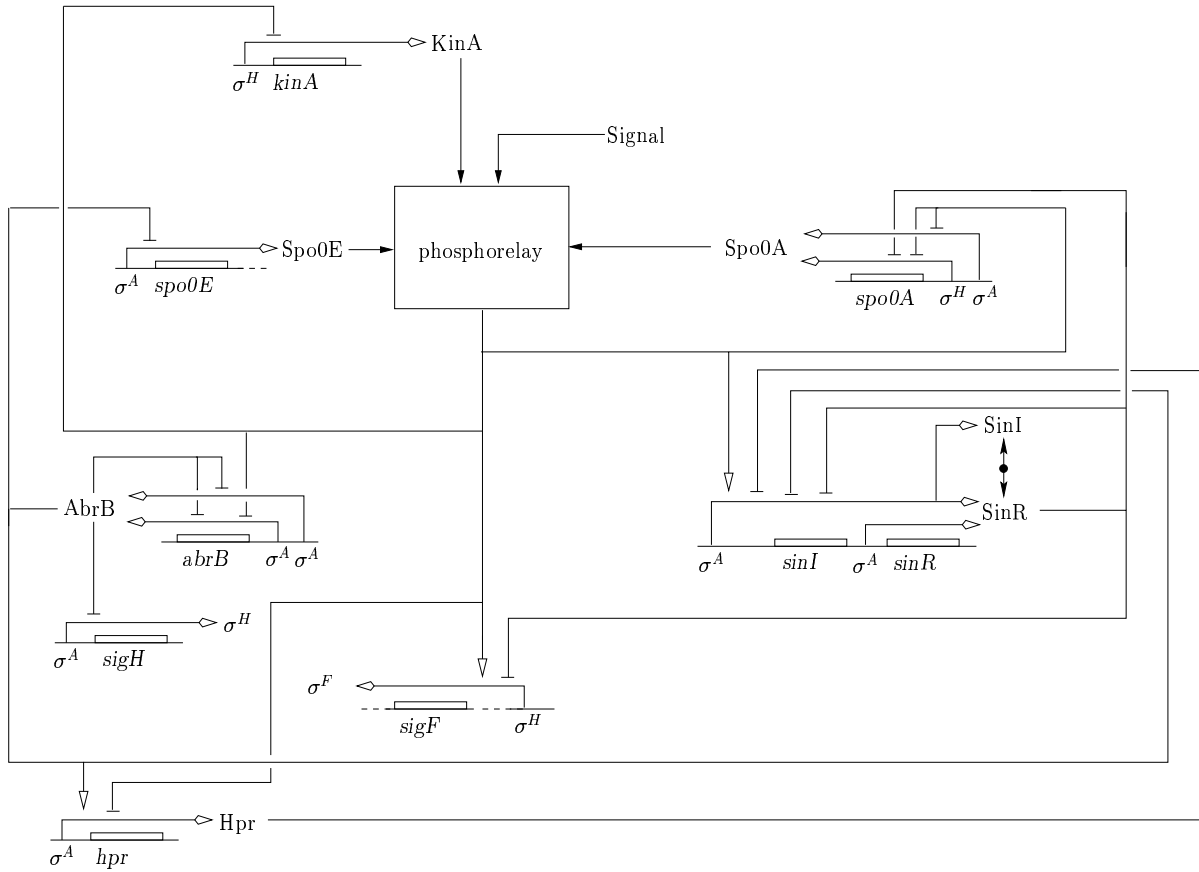 KinA
σ^H kinA
Signal
Spo0E
phosphorelay
Spo0A
σ^A spo0E
spo0A σ^H σ^A
SinI
AbrB
SinR
abrB σ^A σ^A
σ^A sinI σ^A sinR
σ^H
σ^A sigH
σ^F
sigF σ^H
Hpr
σ^A hpr